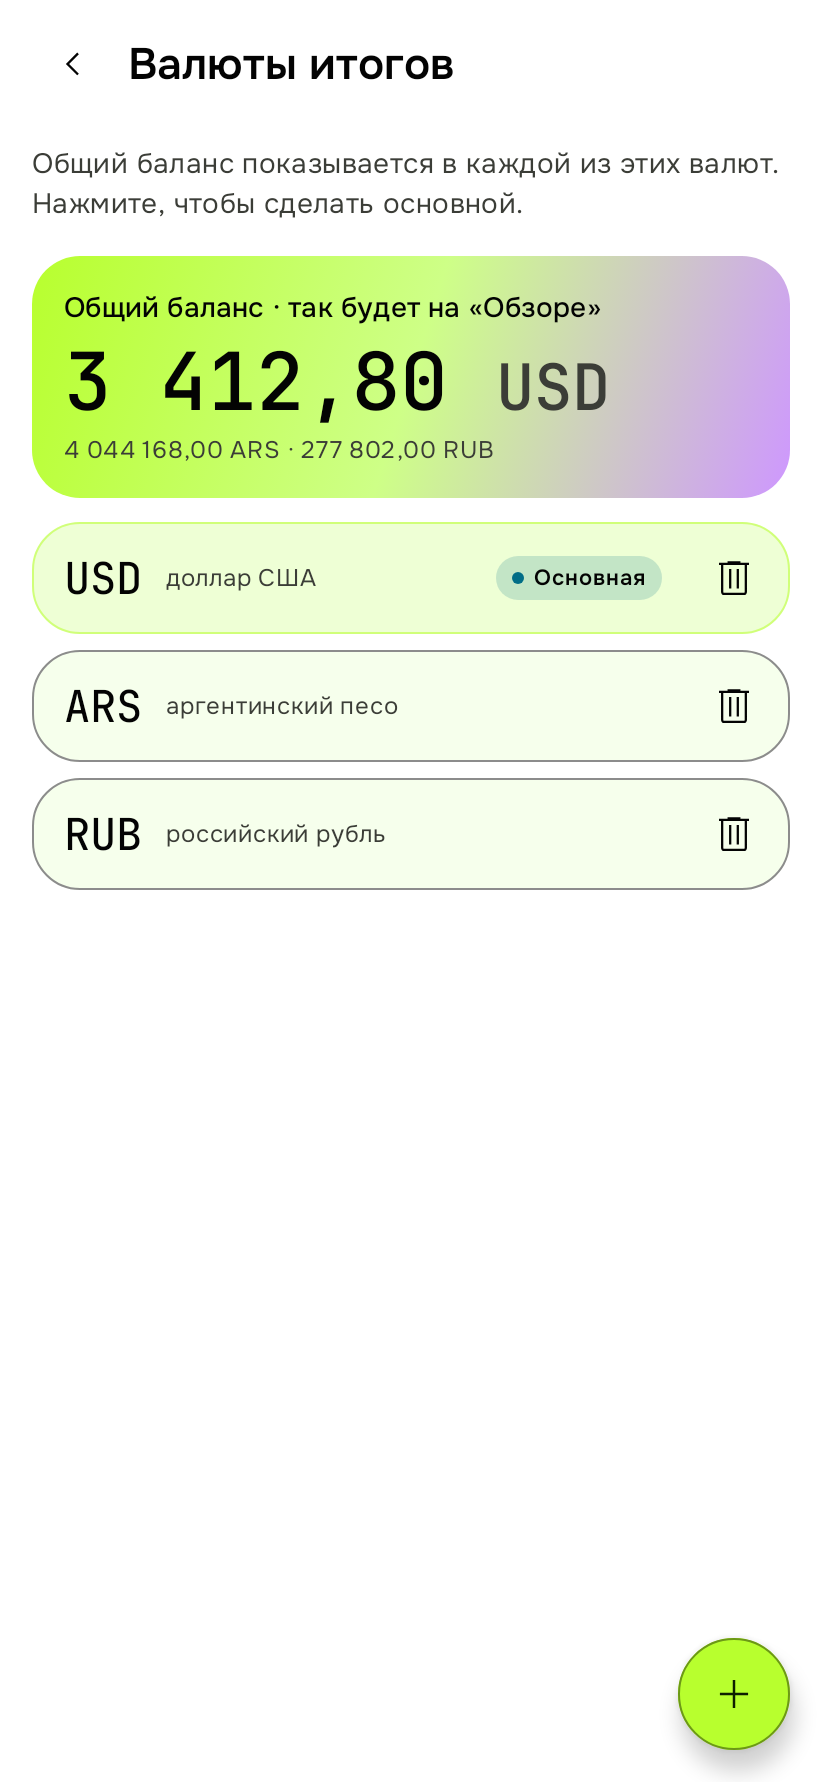 Валюты итогов
Общий баланс показывается в каждой из этих валют.
Нажмите, чтобы сделать основной.
Общий баланс · так будет на «Обзоре»
3 412,80 USD
4 044 168,00 ARS · 277 802,00 RUB
USD доллар США Основная
ARS аргентинский песо
RUB российский рубль